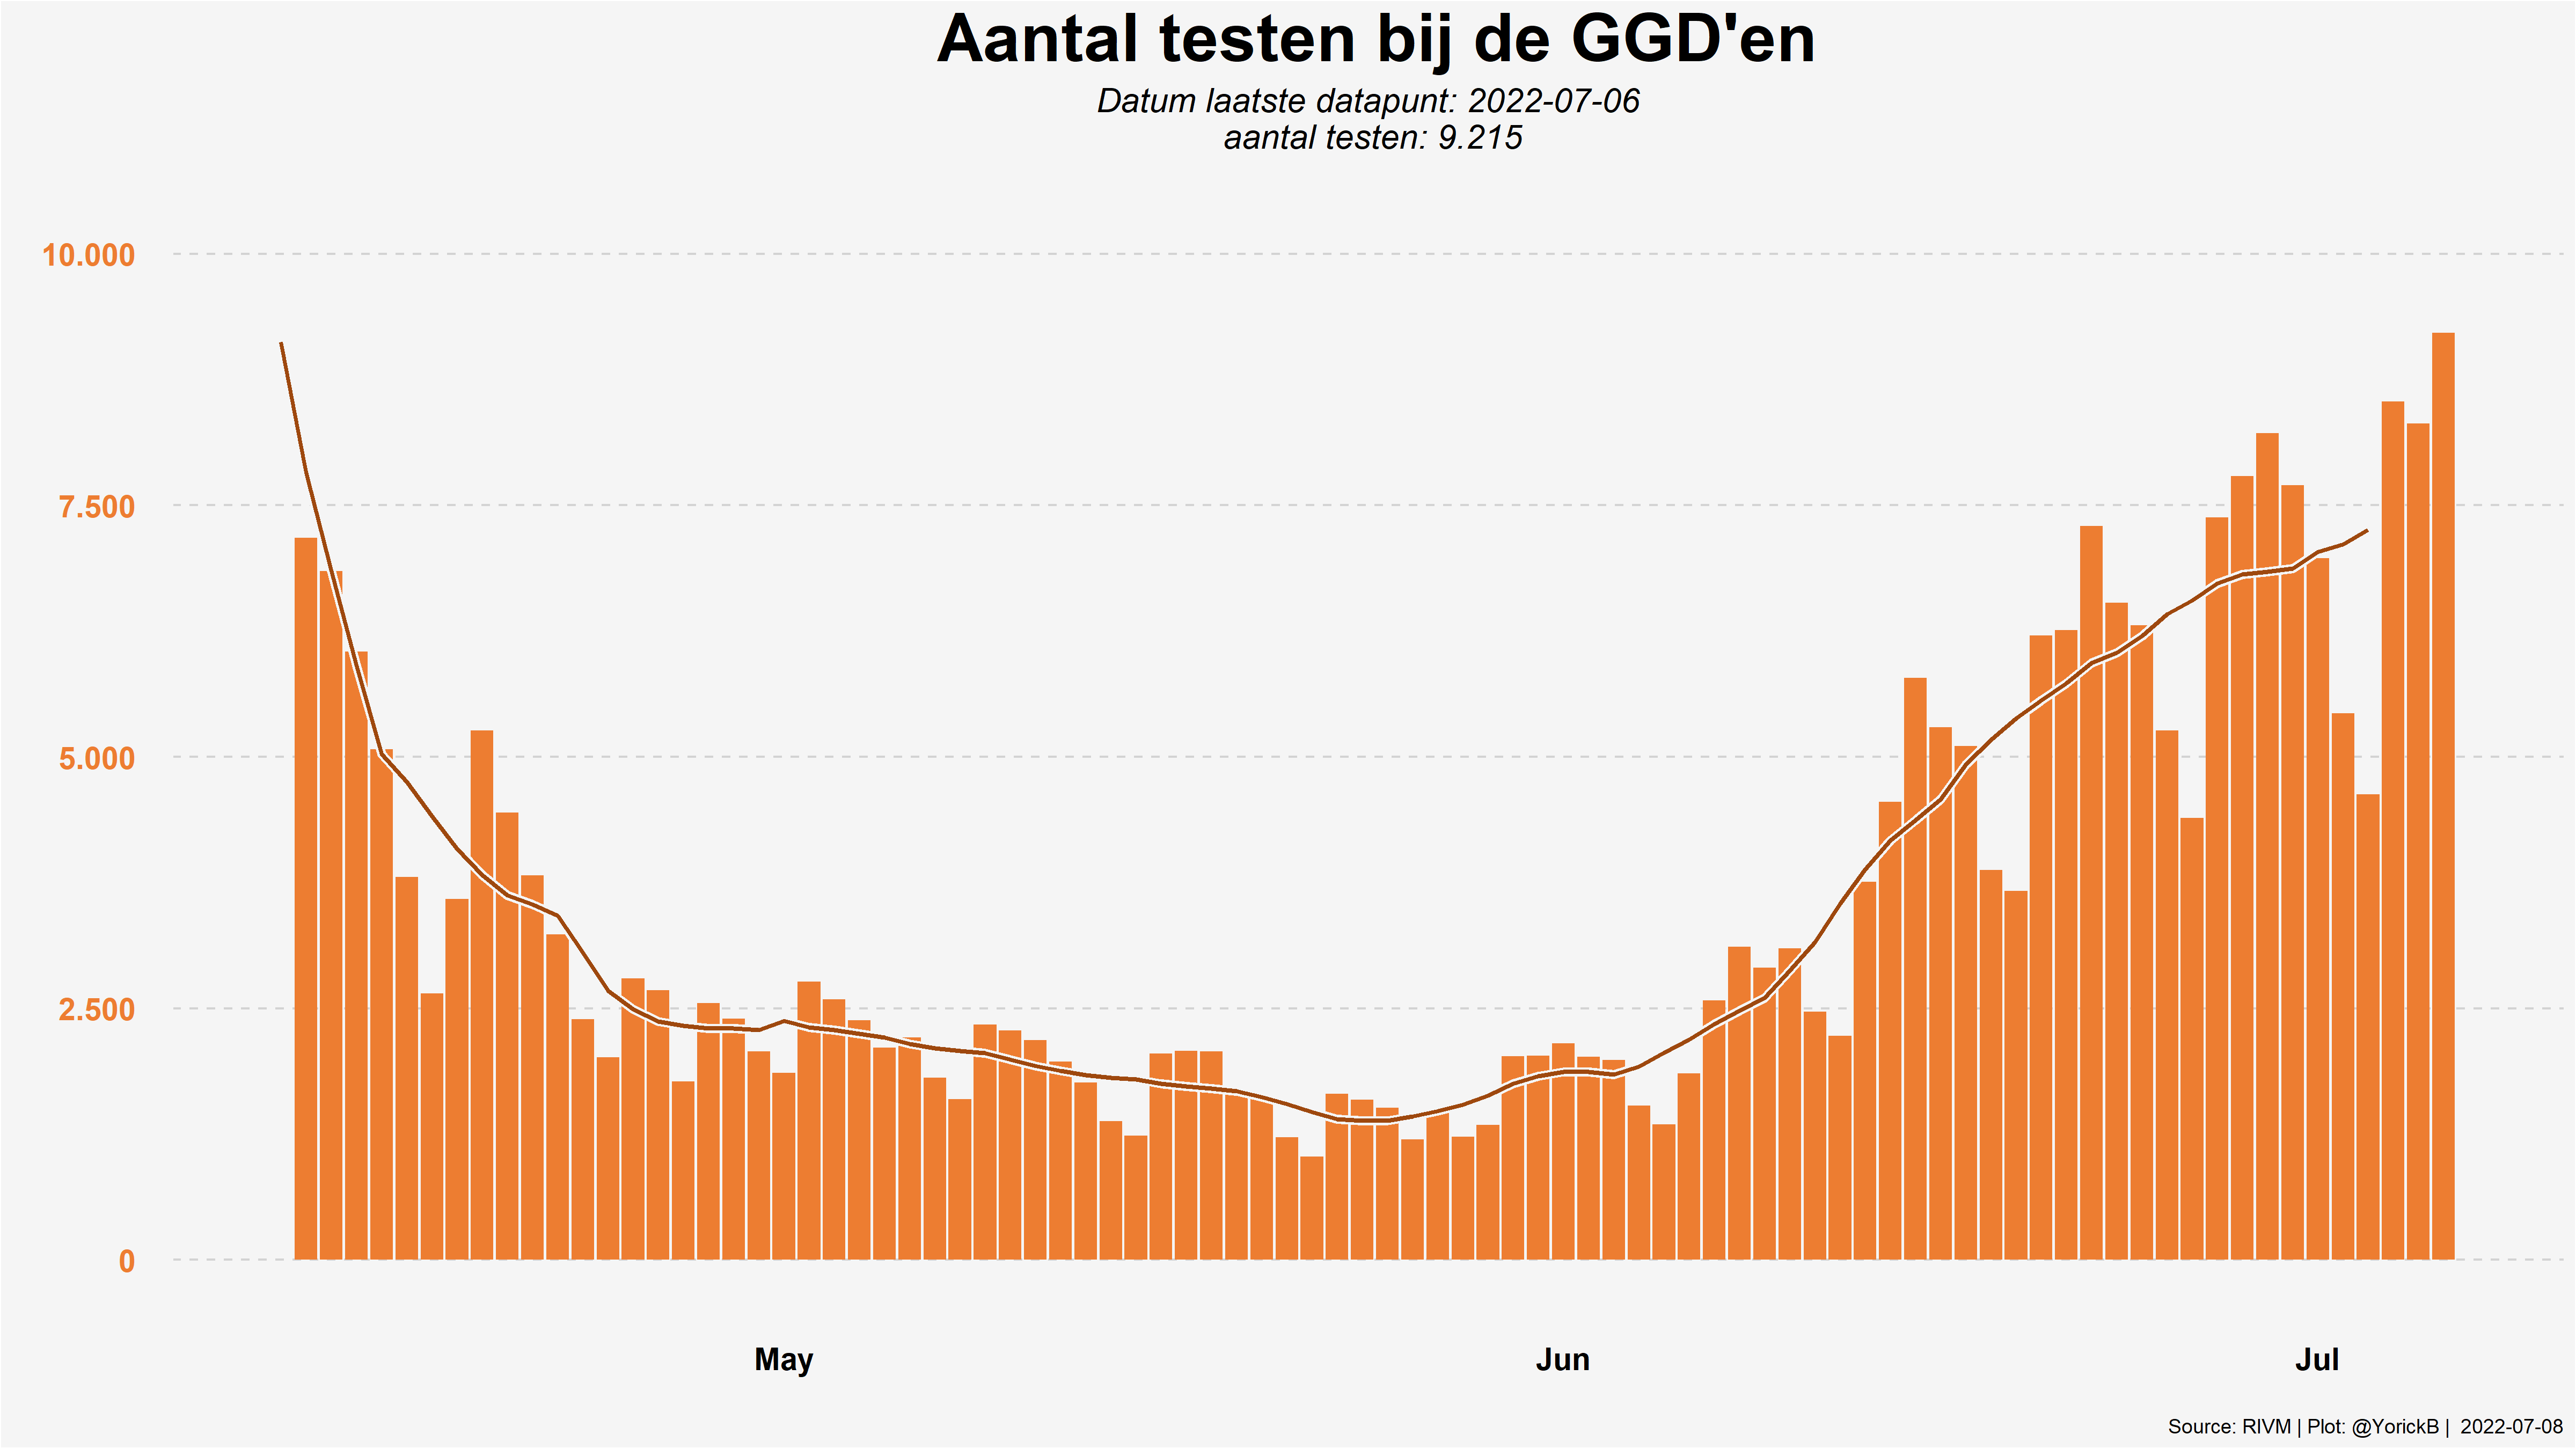 Aantal testen bij de GGD'en
Datum laatste datapunt: 2022-07-06
aantal testen: 9.215
10.000
7.500
5.000
2.500
0
May
Jun
Jul
Source: RIVM | Plot: @YorickB | 2022-07-08